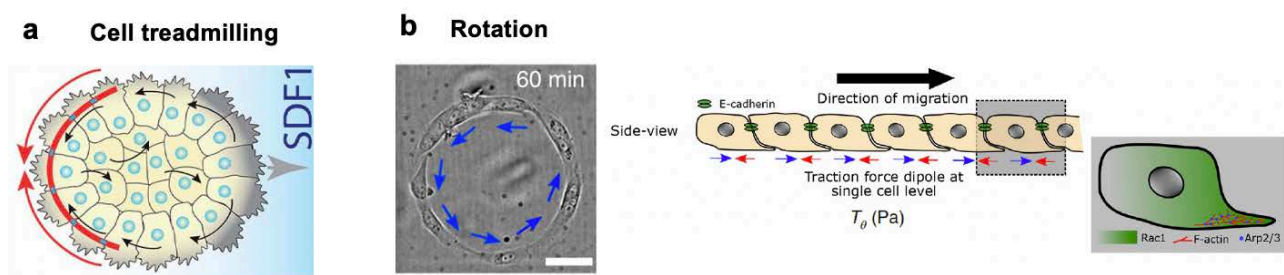 a Cell treadmilling
SDF1
b Rotation
60 min
Direction of migration
E-cadherin
Side-view
Traction force dipole at
single cell level
Tθ (Pa)
Rac1 F-actin Arp2/3